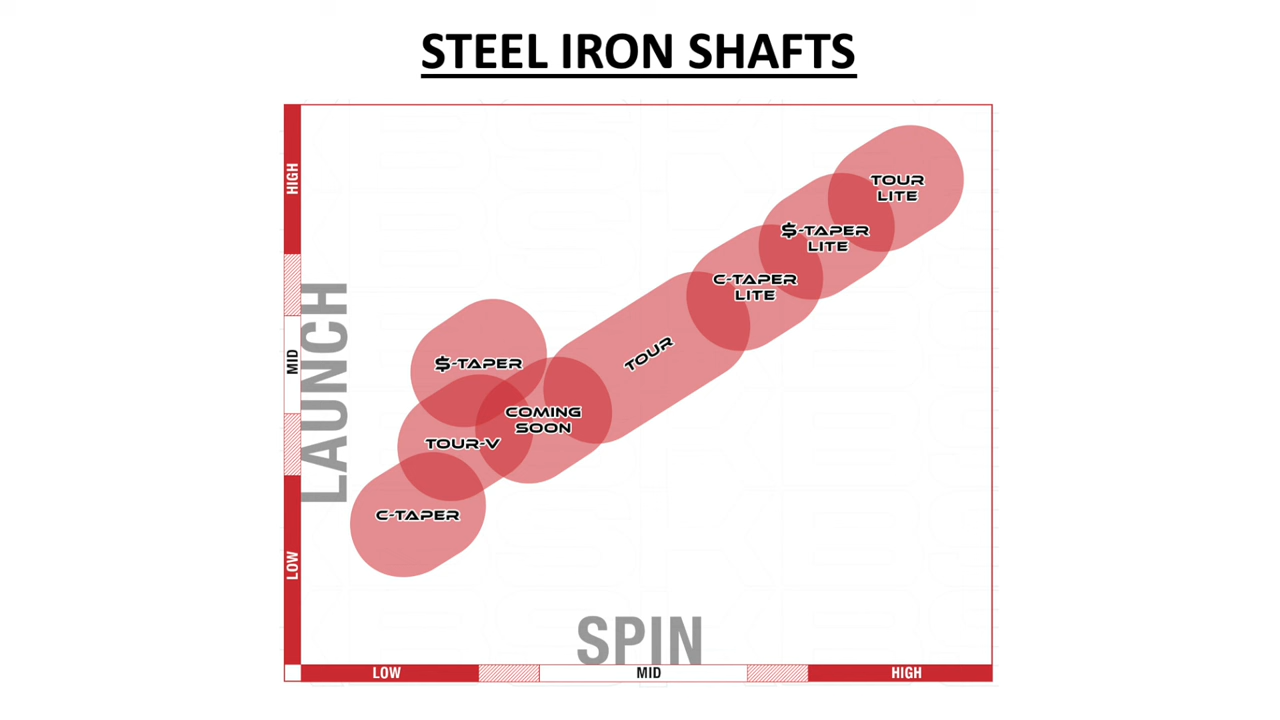 STEEL IRON SHAFTS
HIGH
MID
LOW
LAUNCH
TOUR
LITE
$-TAPER
LITE
C-TAPER
LITE
TOUR
$-TAPER
COMING
SOON
TOUR-V
C-TAPER
SPIN
LOW
MID
HIGH